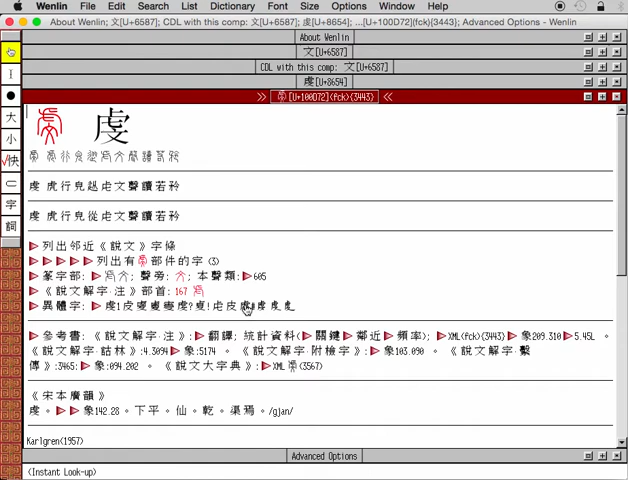 Wenlin File Edit Search List Dictionary Font Size Options Window Help
About Wenlin; 文[U+6587]; CDL with this comp: 文[U+6587]; 虔[U+8654]; ...[U+100D72](fck){3443}; Advanced Options - Wenlin
About Wenlin
文[U+6587]
CDL with this comp: 文[U+6587]
虔[U+8654]
[U+100D72](fck){3443}
大
虔
小
快
虔 虎行皃 文聲讀若矜
字
虔 虎行皃從虍文聲讀若矜
詞
列出邻近《說文》字條
列出有 部件的字 (3)
篆字部: ; 聲旁: ; 本聲類: 605
《說文解字·注》部首: 167
異體字:
參考書: 《說文解字·注》: 翻譯; 統計資料( 關鍵 鄰近 頻率); XML(fck){3443} 象209.310 5.45L 。
《說文解字·詁林》:4.3094 象:5174 。《說文解字·附檢字》: 象103.090 。《說文解字·繫
傳》:3465: 象:094.202 。《說文大字典》: XML (3567)
《宋本廣韻》
虔。 象142.28 。下平。仙。乾。渠焉。/gjan/
Karlgren(1957)
Advanced Options
(Instant Look-up)